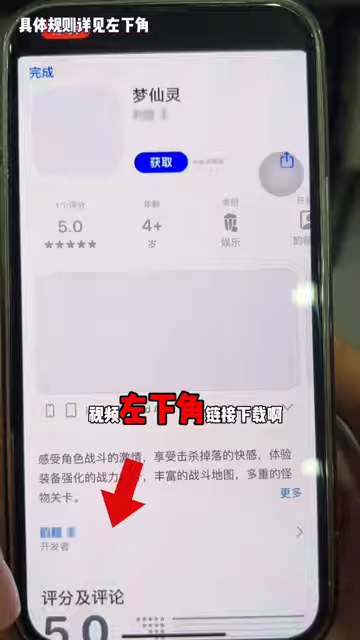 具体规则详见左下角
完成
梦仙灵
获取
1个评分
年龄
类别
5.0
4+
★★★★★
岁
娱乐
视频左下角链接下载啊
感受角色战斗的激情，享受击杀掉落的快感，体验
装备强化的战力
，丰富的战斗地图，多重的怪
物关卡。
更多
开发者
评分及评论
5.0